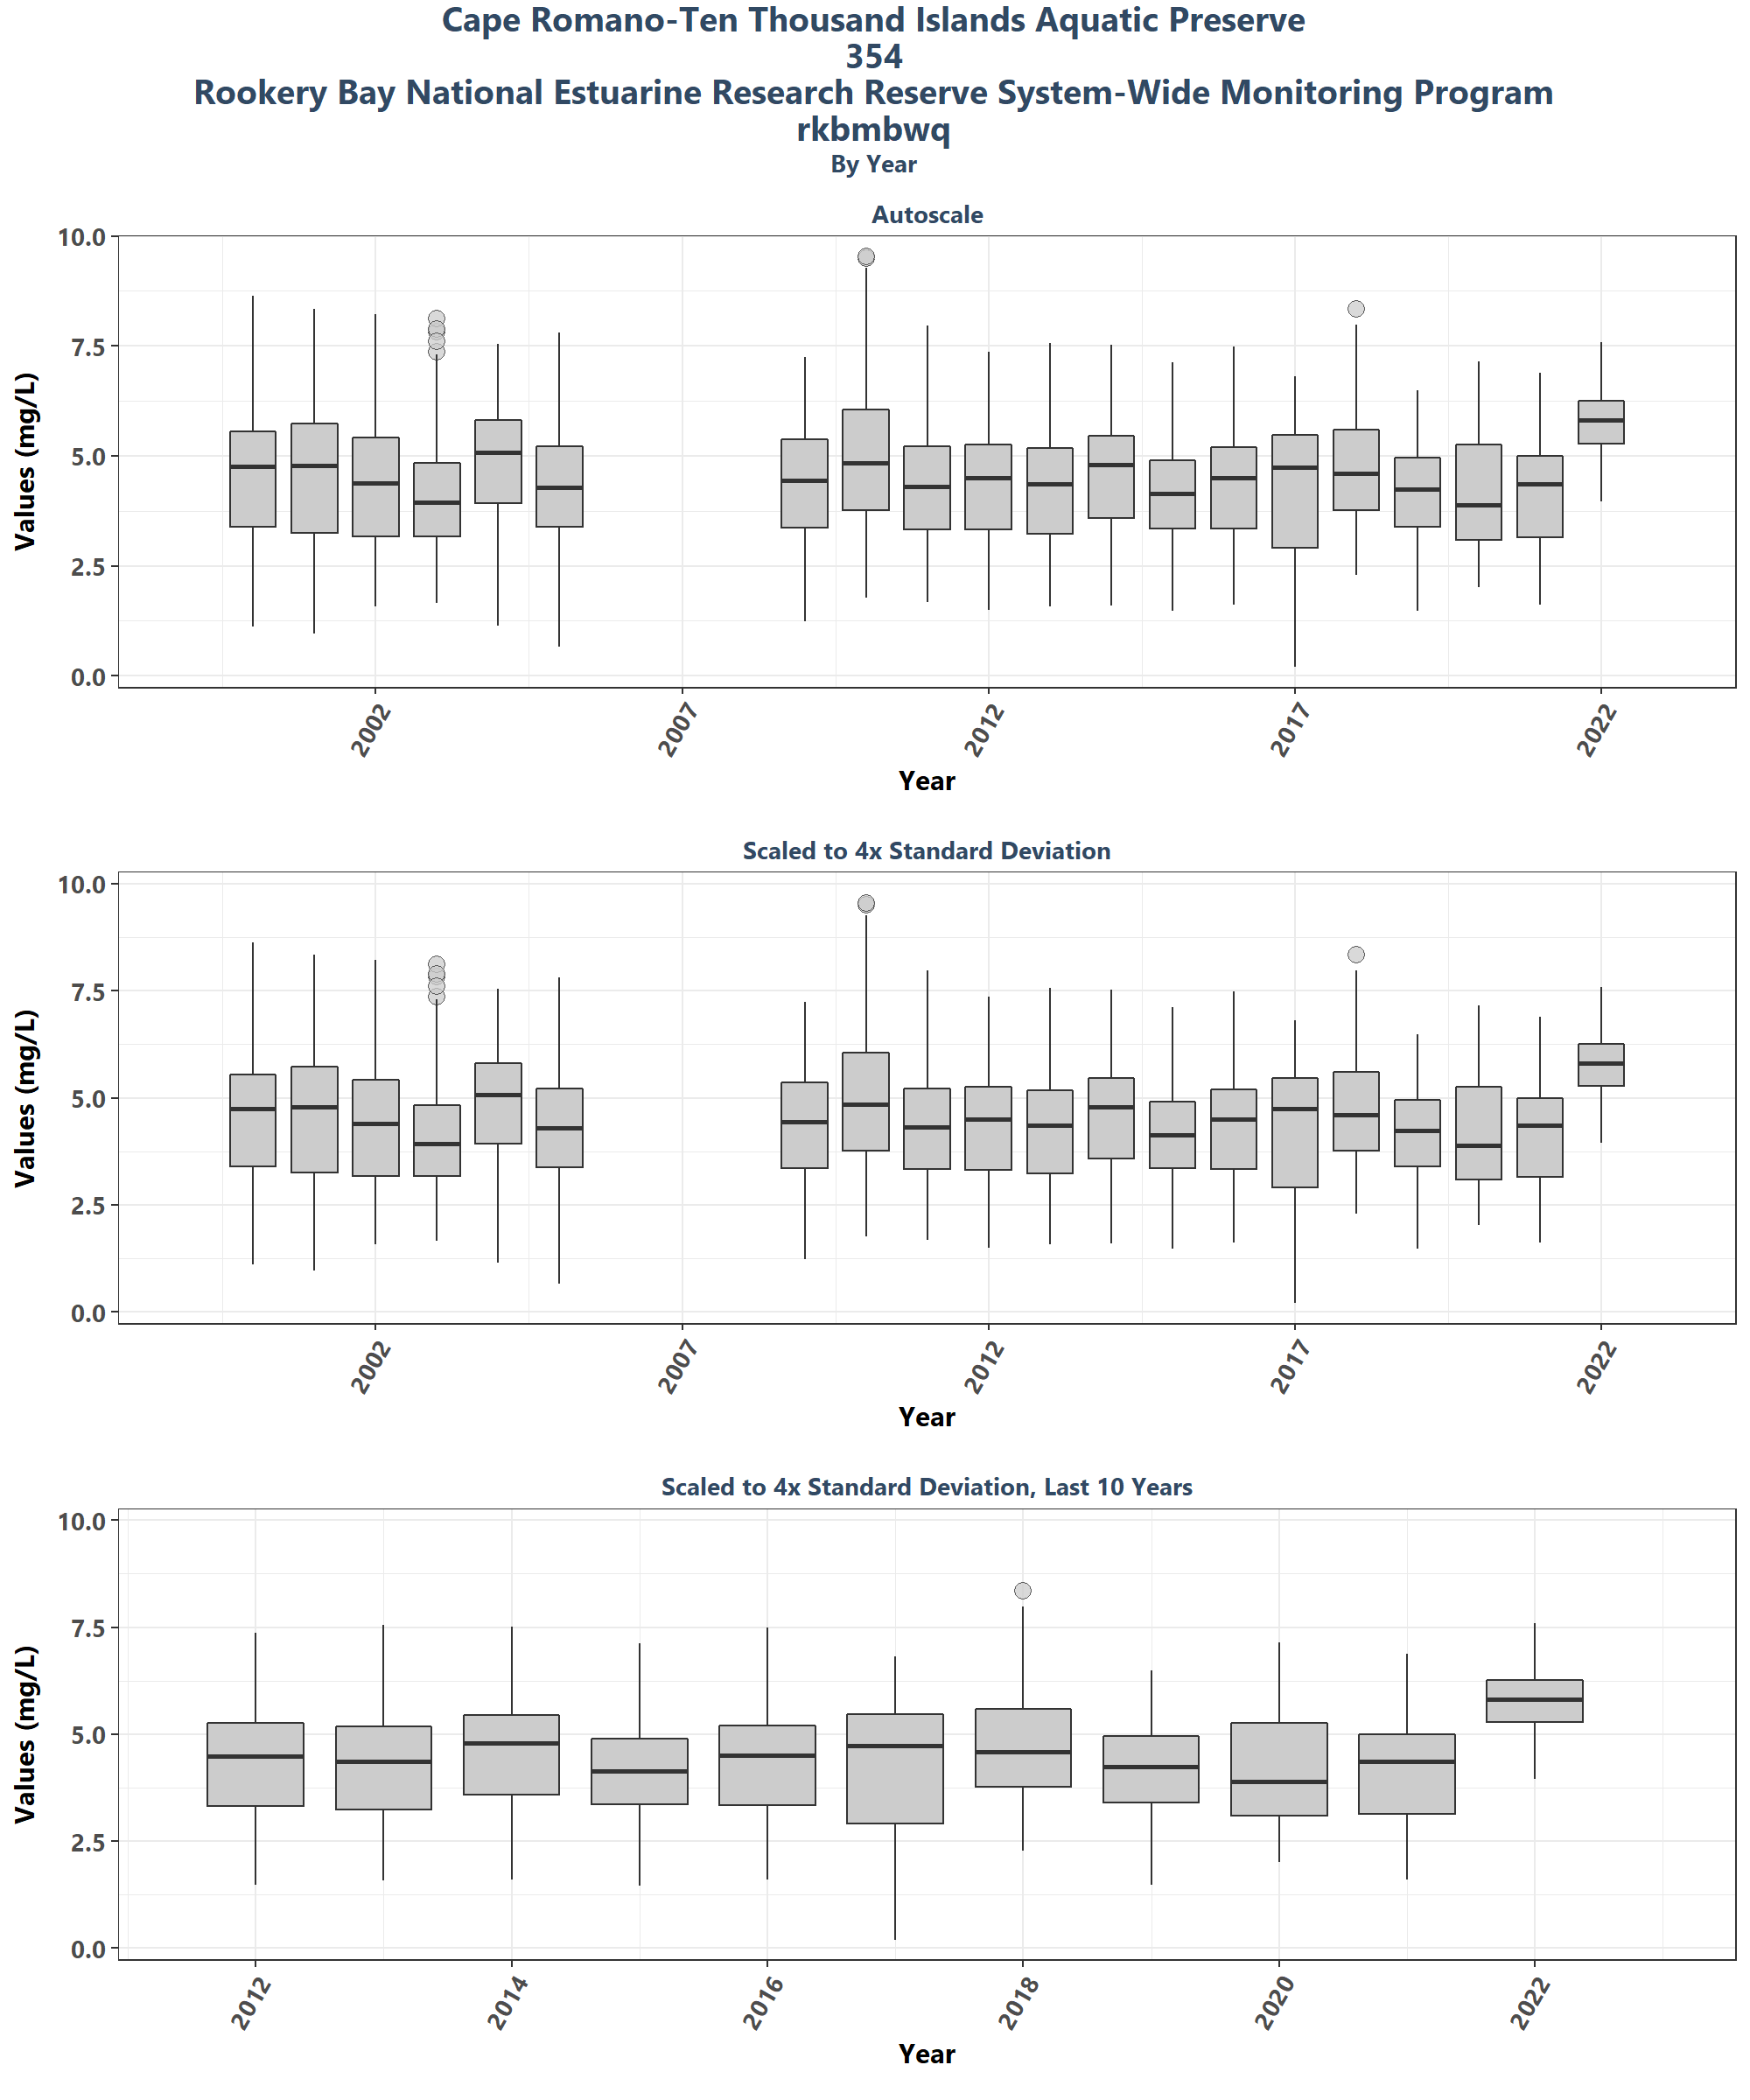 Cape Romano-Ten Thousand Islands Aquatic Preserve
354
Rookery Bay National Estuarine Research Reserve System-Wide Monitoring Program
rkbmbwq
By Year
Autoscale
Values (mg/L)
10.0
7.5
5.0
2.5
0.0
2002 2007 2012 2017 2022
Year
Scaled to 4x Standard Deviation
Values (mg/L)
10.0
7.5
5.0
2.5
0.0
2002 2007 2012 2017 2022
Year
Scaled to 4x Standard Deviation, Last 10 Years
Values (mg/L)
10.0
7.5
5.0
2.5
0.0
2012 2014 2016 2018 2020 2022
Year